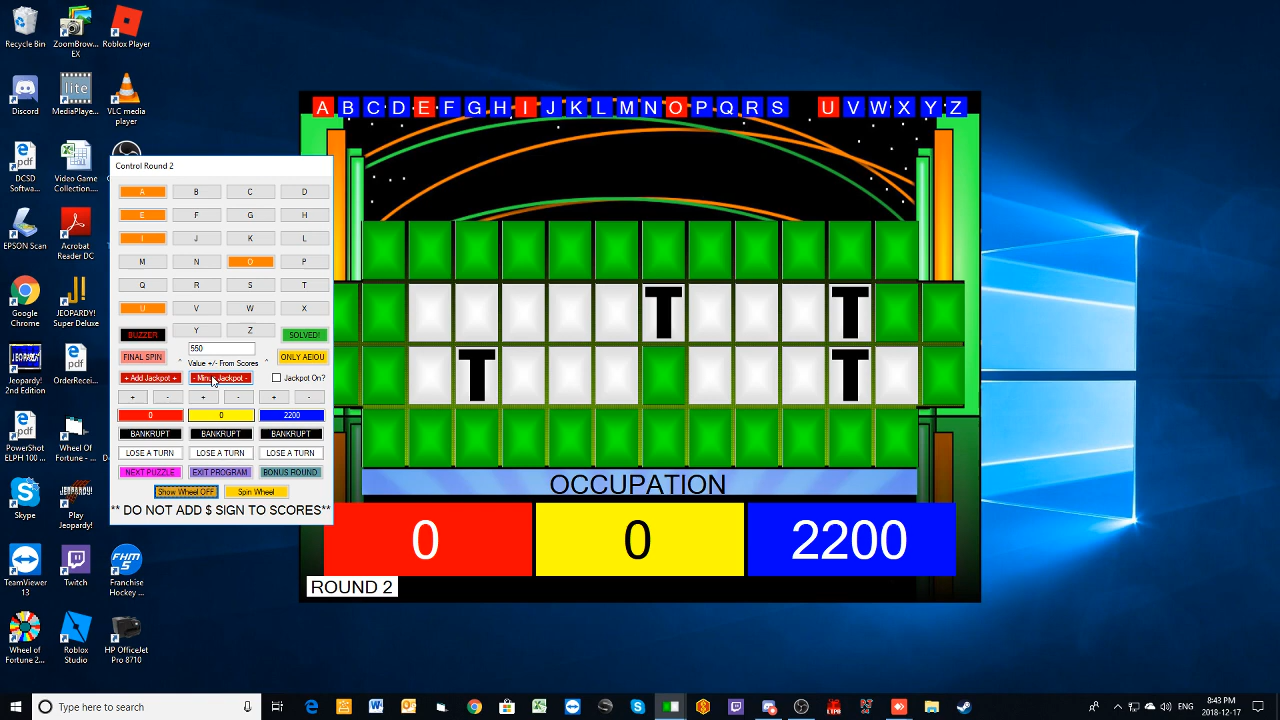 Recycle Bin
ZoomBrow... EX
Roblox Player
Discord
MediaPlaye...
VLC media player
DCSD Softwa...
Video Game Collection....
EPSON Scan
Acrobat Reader DC
Google Chrome
JEOPARDY! Super Deluxe
Jeopardy! 2nd Edition
OrderRecei...
PowerShot ELPH 100 ...
Wheel Of Fortune - ...
Skype
Play Jeopardy!
TeamViewer 13
Twitch
Franchise Hockey ...
Wheel of Fortune 2...
Roblox Studio
HP OfficeJet Pro 8710
Control Round 2
A B C D
E F G H
I J K L
M N O P
Q R S T
U V W X
BUZZER Y Z SOLVED!
550
FINAL SPIN ^ Value +/- From Scores ^ ONLY AEIOU
+ Add Jackpot + - Minus Jackpot - Jackpot On?
+ - + - + -
0 0 2200
BANKRUPT BANKRUPT BANKRUPT
LOSE A TURN LOSE A TURN LOSE A TURN
NEXT PUZZLE EXIT PROGRAM BONUS ROUND
Show Wheel OFF Spin Wheel
** DO NOT ADD $ SIGN TO SCORES**
A B C D E F G H I J K L M N O P Q R S U V W X Y Z
T T
T T
OCCUPATION
0 0 2200
ROUND 2
Type here to search
ENG
8:43 PM
2018-12-17